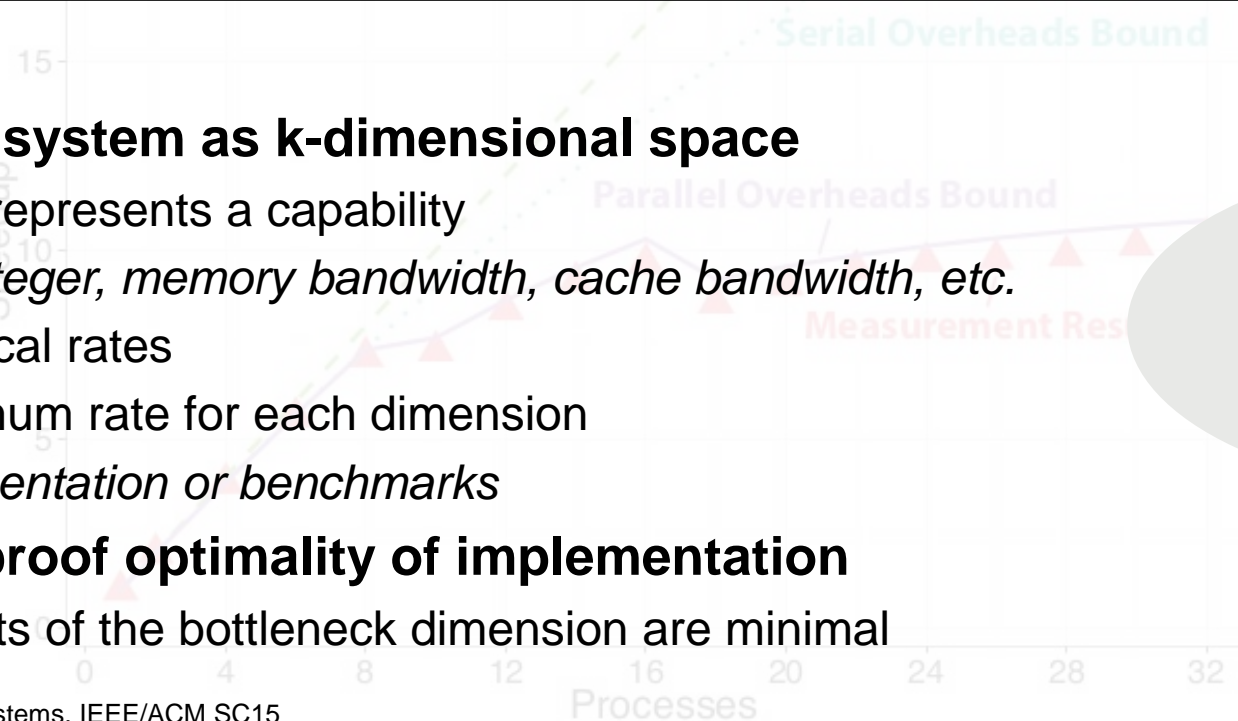 Serial Overheads Bound
15
system as k-dimensional space
represents a capability
Parallel Overheads Bound
10
teger, memory bandwidth, cache bandwidth, etc.
Measurement Res
cal rates
num rate for each dimension
5
entation or benchmarks
proof optimality of implementation
ts of the bottleneck dimension are minimal
0
0 4 8 12 16 20 24 28 32
Processes
stems, IEEE/ACM SC15